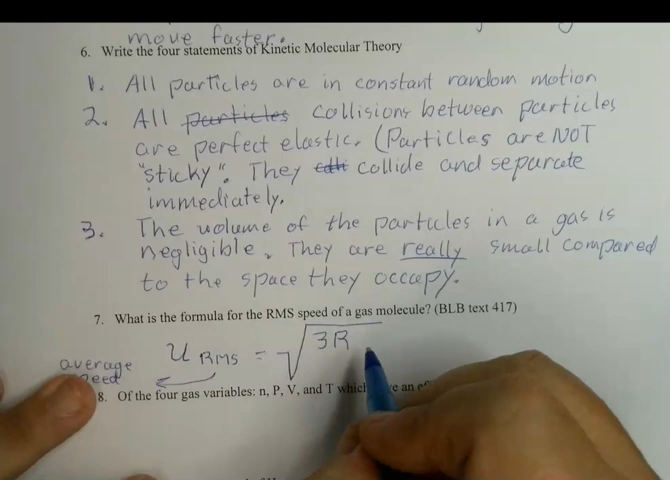 move faster.
6. Write the four statements of Kinetic Molecular Theory
1. All particles are in constant random motion
2. All particles collisions between particles
are perfect elastic. (Particles are NOT
"sticky". They collide and separate
immediately.
3. The volume of the particles in a gas is
negligible. They are really small compared
to the space they occupy.
7. What is the formula for the RMS speed of a gas molecule? (BLB text 417)
u RMS = √3R
average
8. Of the four gas variables: n, P, V, and T which